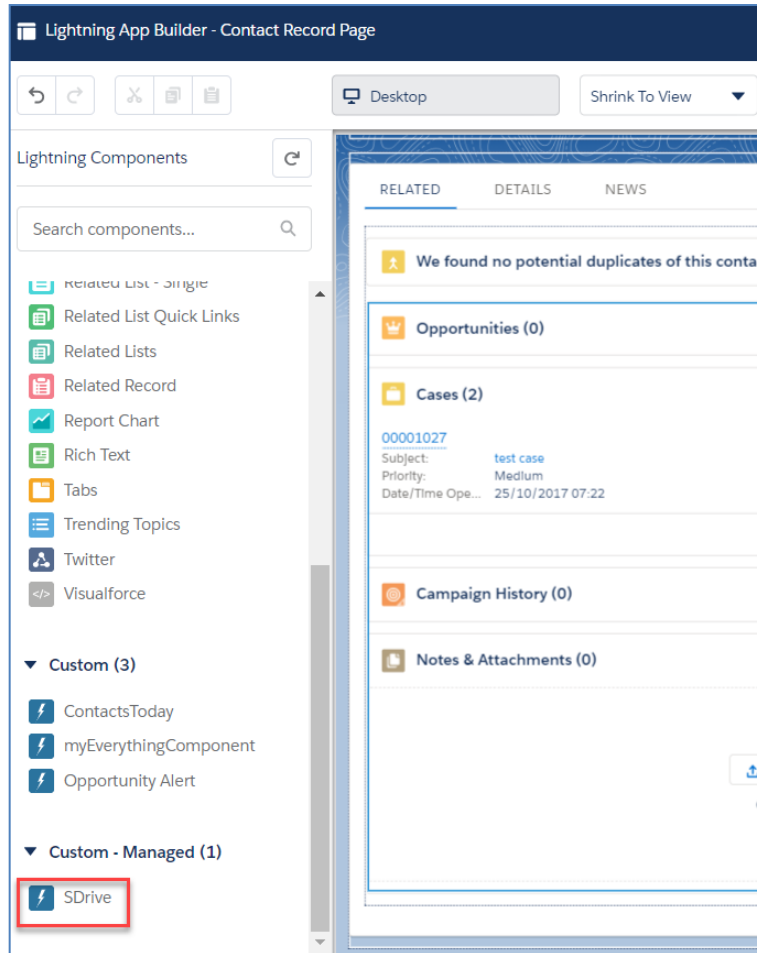 Lightning App Builder - Contact Record Page
Desktop
Shrink To View
Lightning Components
Search components...
Related List - Single
Related List Quick Links
Related Lists
Related Record
Report Chart
Rich Text
Tabs
Trending Topics
Twitter
Visualforce
Custom (3)
ContactsToday
myEverythingComponent
Opportunity Alert
Custom - Managed (1)
SDrive
RELATED DETAILS NEWS
We found no potential duplicates of this conta
Opportunities (0)
Cases (2)
00001027
Subject: test case
Priority: Medium
Date/Time Ope... 25/10/2017 07:22
Campaign History (0)
Notes & Attachments (0)